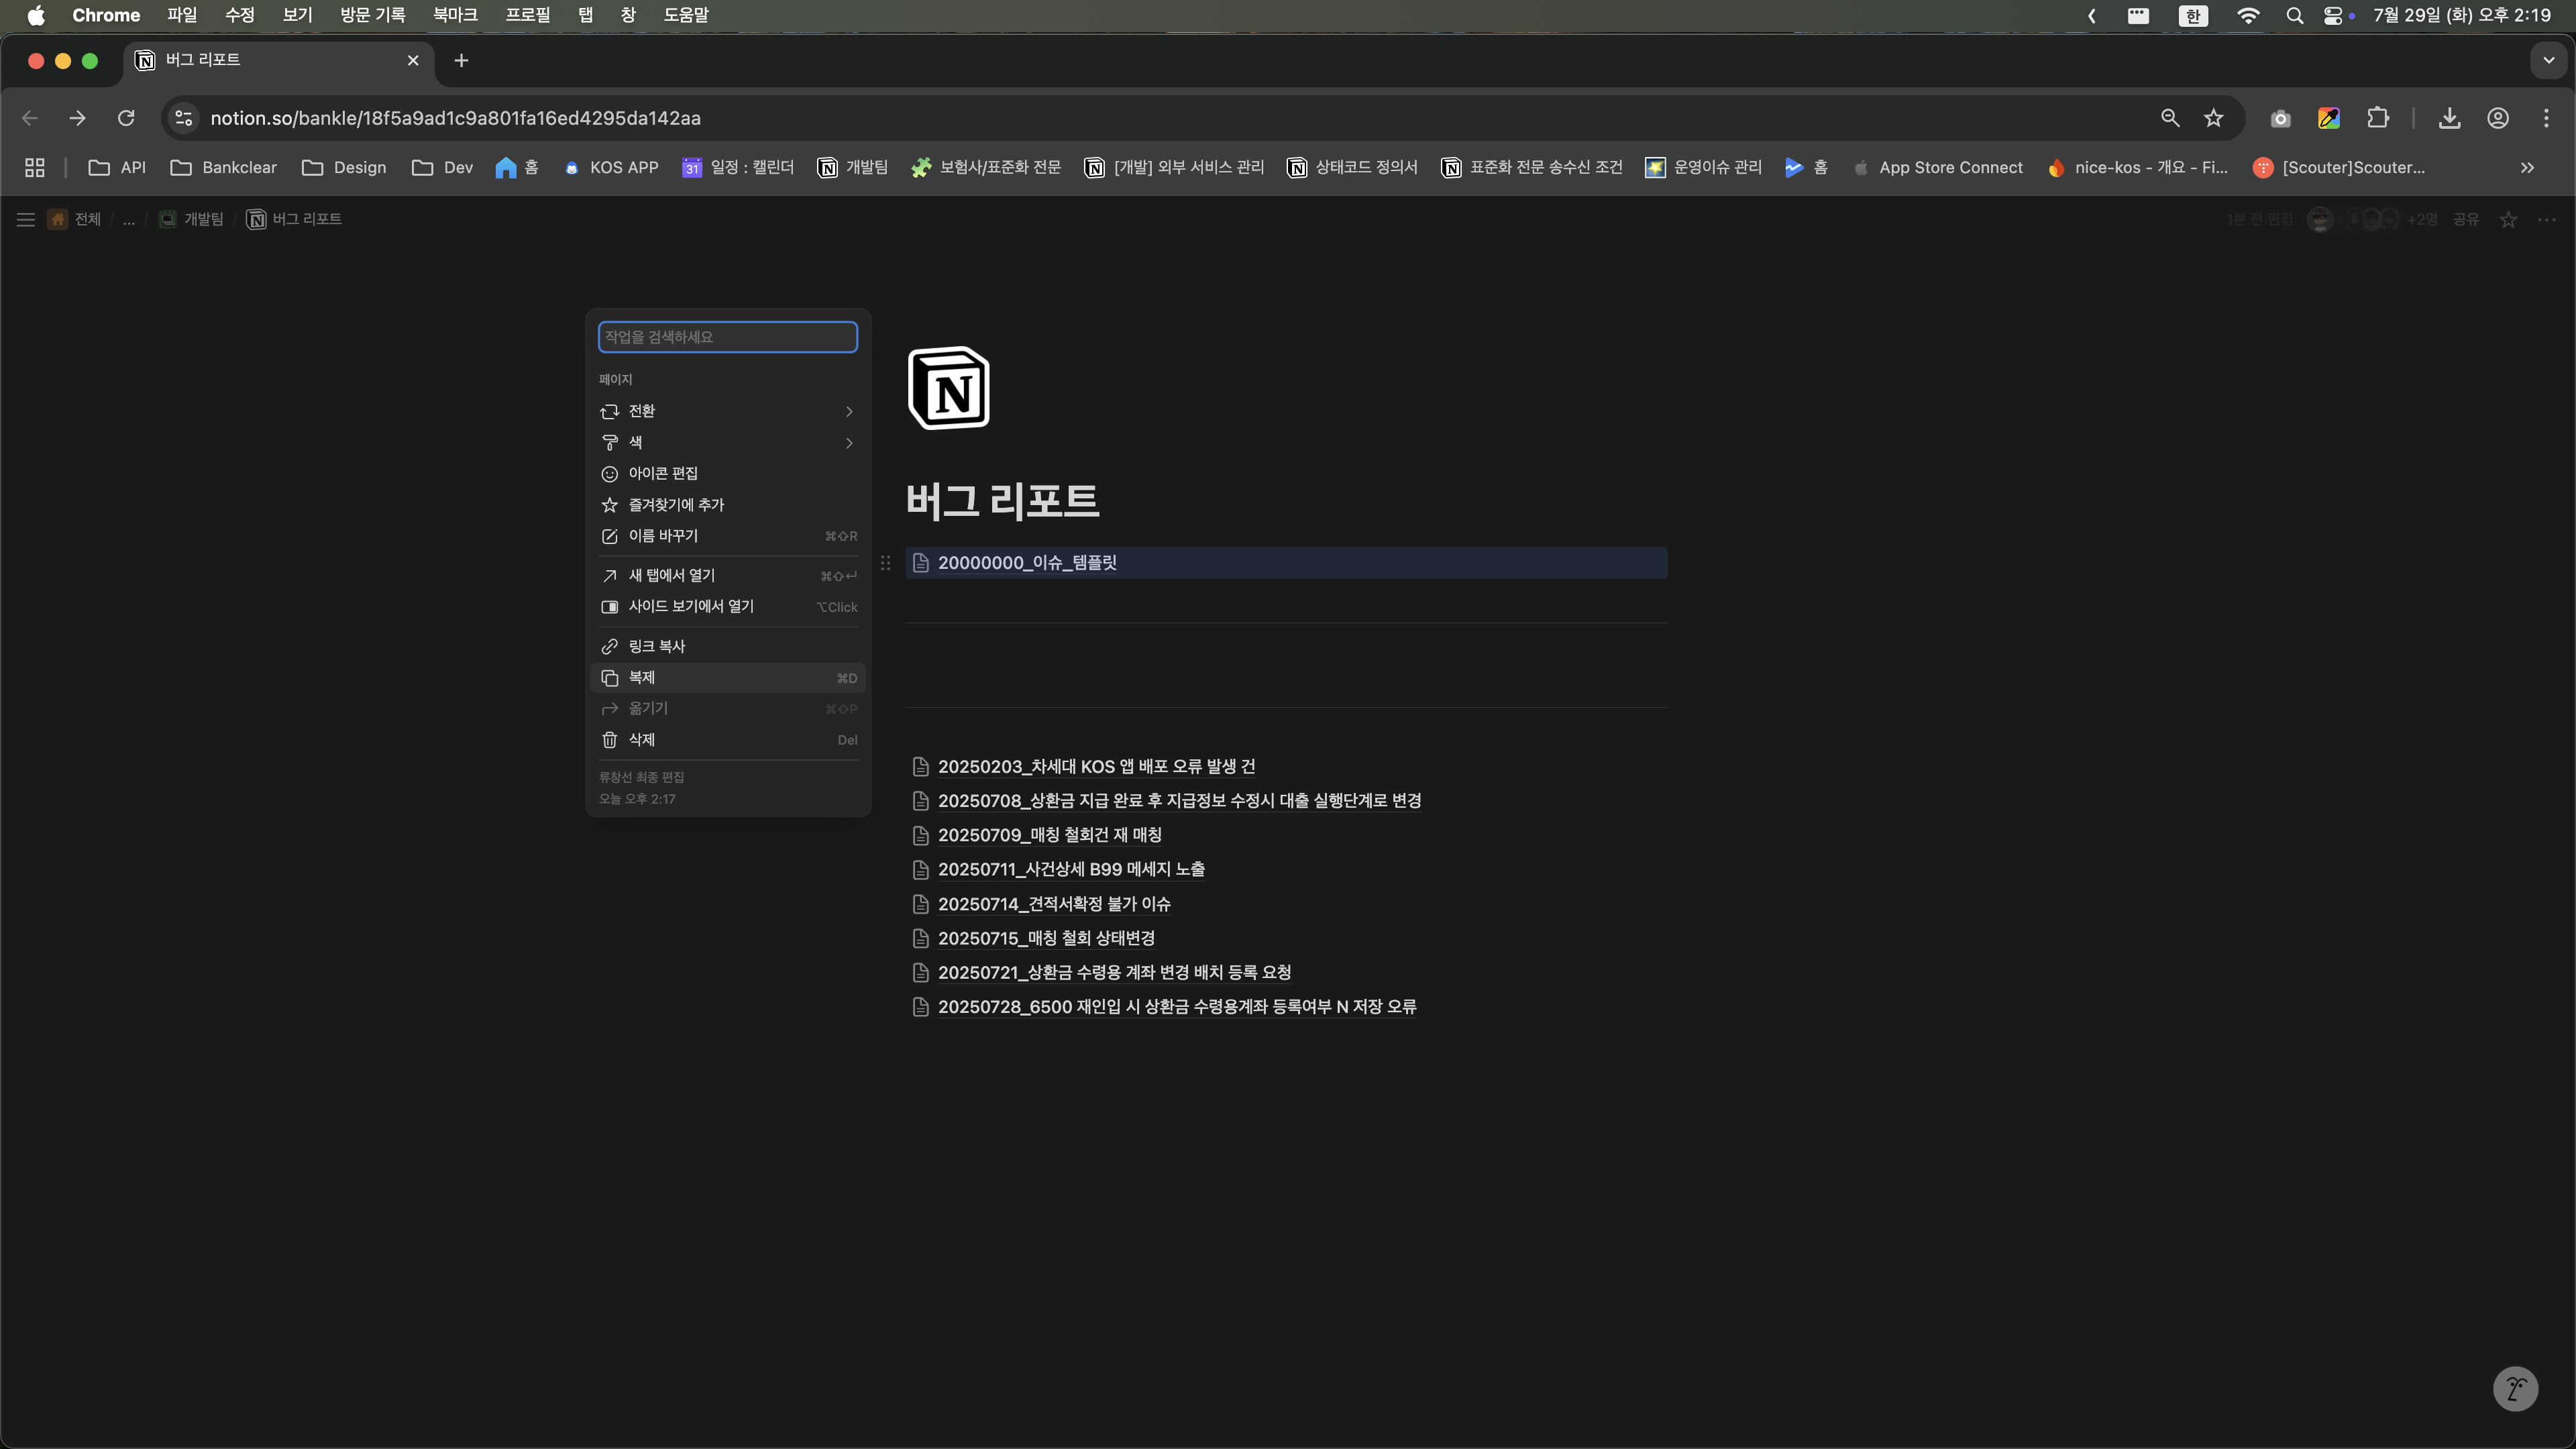 Chrome 파일 수정 보기 방문 기록 북마크 프로필 탭 창 도움말 한 7월 29일 (화) 오후 2:19
버그 리포트
notion.so/bankle/18f5a9ad1c9a801fa16ed4295da142aa
API Bankclear Design Dev 홈 KOS APP 31 일정 : 캘린더 개발팀 보험사/표준화 전문 [개발] 외부 서비스 관리 상태코드 정의서 표준화 전문 송수신 조건 운영이슈 관리 홈 App Store Connect nice-kos - 개요 - Fi... [Scouter]Scouter...
전체 / ... / 개발팀 / 버그 리포트 1분 전 편집 +2명 공유
작업을 검색하세요
페이지
전환
색
아이콘 편집
즐겨찾기에 추가
이름 바꾸기 ⌘⇧R
새 탭에서 열기 ⌘⇧↵
사이드 보기에서 열기 ⌥Click
링크 복사
복제 ⌘D
옮기기 ⌘⇧P
삭제 Del
류창선 최종 편집
오늘 오후 2:17
N
버그 리포트
20000000_이슈_템플릿
20250203_차세대 KOS 앱 배포 오류 발생 건
20250708_상환금 지급 완료 후 지급정보 수정시 대출 실행단계로 변경
20250709_매칭 철회건 재 매칭
20250711_사건상세 B99 메세지 노출
20250714_견적서확정 불가 이슈
20250715_매칭 철회 상태변경
20250721_상환금 수령용 계좌 변경 배치 등록 요청
20250728_6500 재인입 시 상환금 수령용계좌 등록여부 N 저장 오류